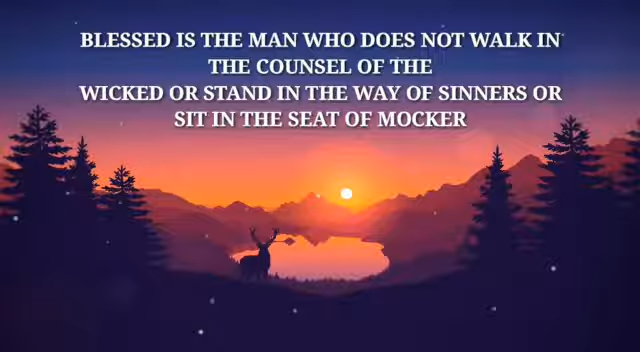 BLESSED IS THE MAN WHO DOES NOT WALK IN
THE COUNSEL OF THE
WICKED OR STAND IN THE WAY OF SINNERS OR
SIT IN THE SEAT OF MOCKER